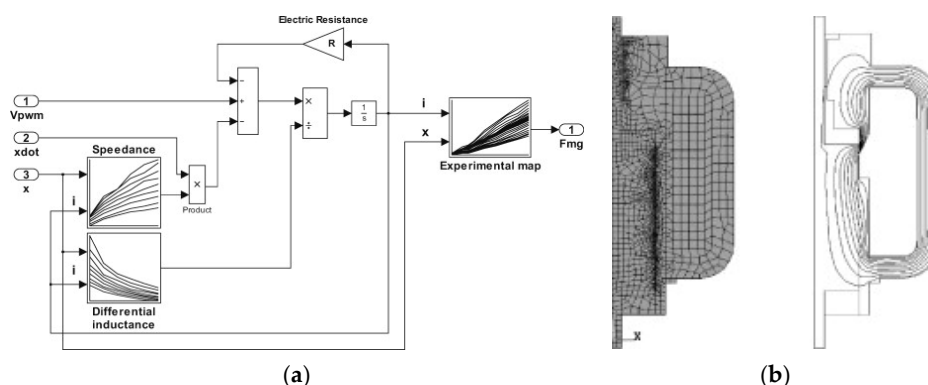 Electric Resistance
R
1
Vpwm
2
xdot
3
x
−
+
−
×
÷
1
s
i
x
Experimental map
1
Fmg
Speedance
i
×
Product
i
Differential
inductance
X
(a)
(b)